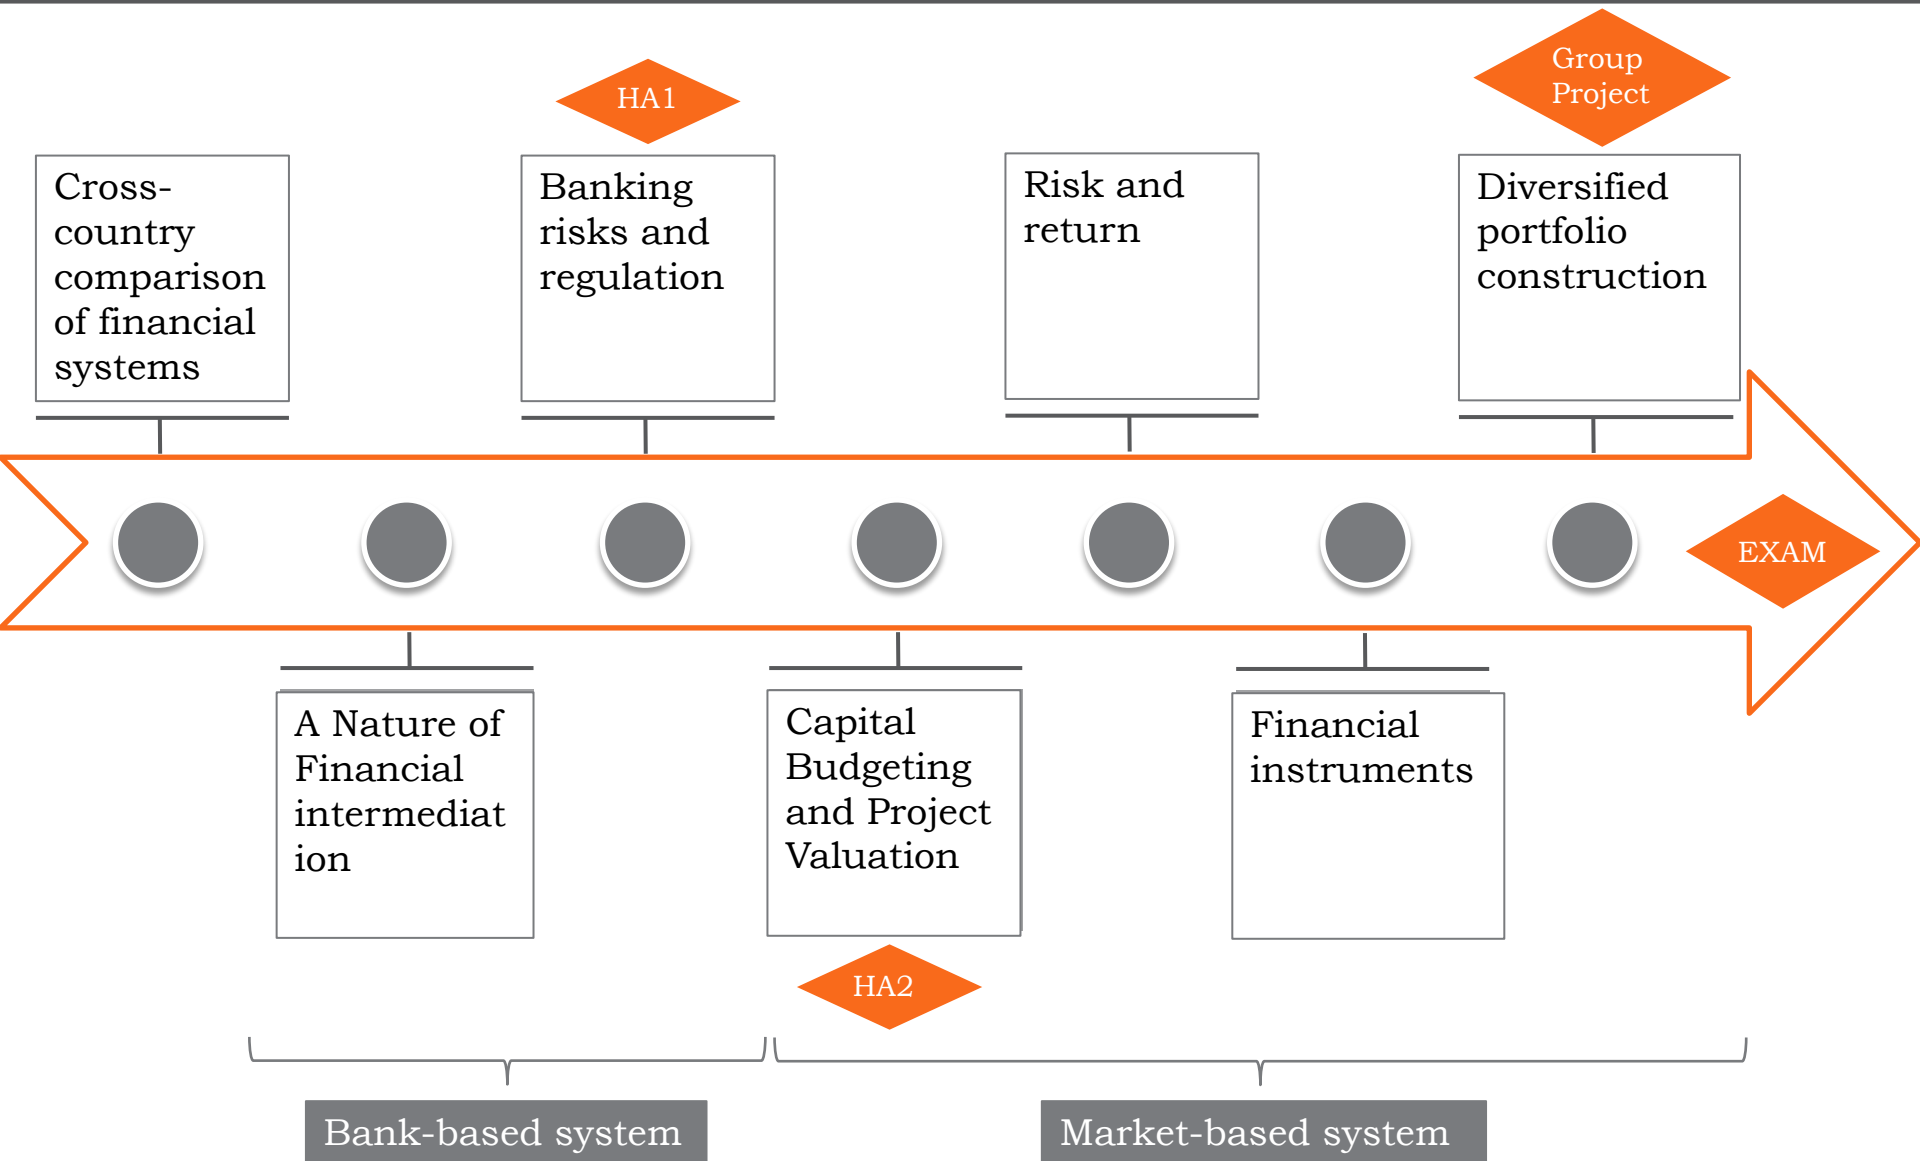 Group
Project
HA1
Cross-
country
comparison
of financial
systems
Banking
risks and
regulation
Risk and
return
Diversified
portfolio
construction
EXAM
A Nature of
Financial
intermediat
ion
Capital
Budgeting
and Project
Valuation
Financial
instruments
HA2
Bank-based system
Market-based system